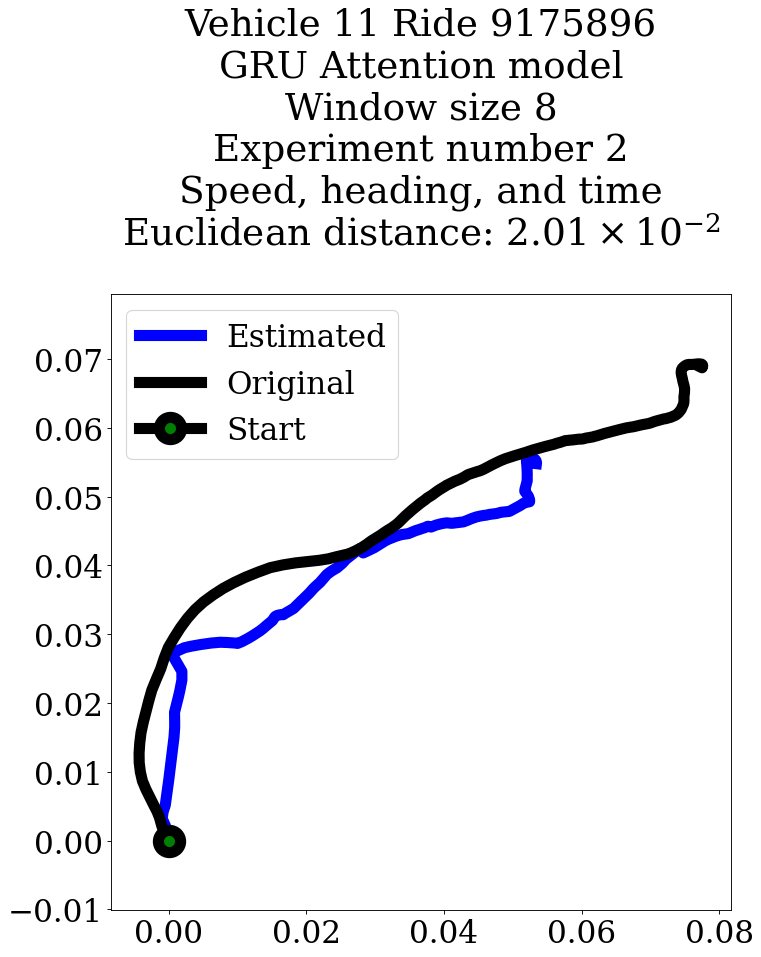 Vehicle 11 Ride 9175896
GRU Attention model
Window size 8
Experiment number 2
Speed, heading, and time
Euclidean distance: 2.01 × 10⁻²
Estimated
Original
Start
0.07
0.06
0.05
0.04
0.03
0.02
0.01
0.00
−0.01
0.00 0.02 0.04 0.06 0.08